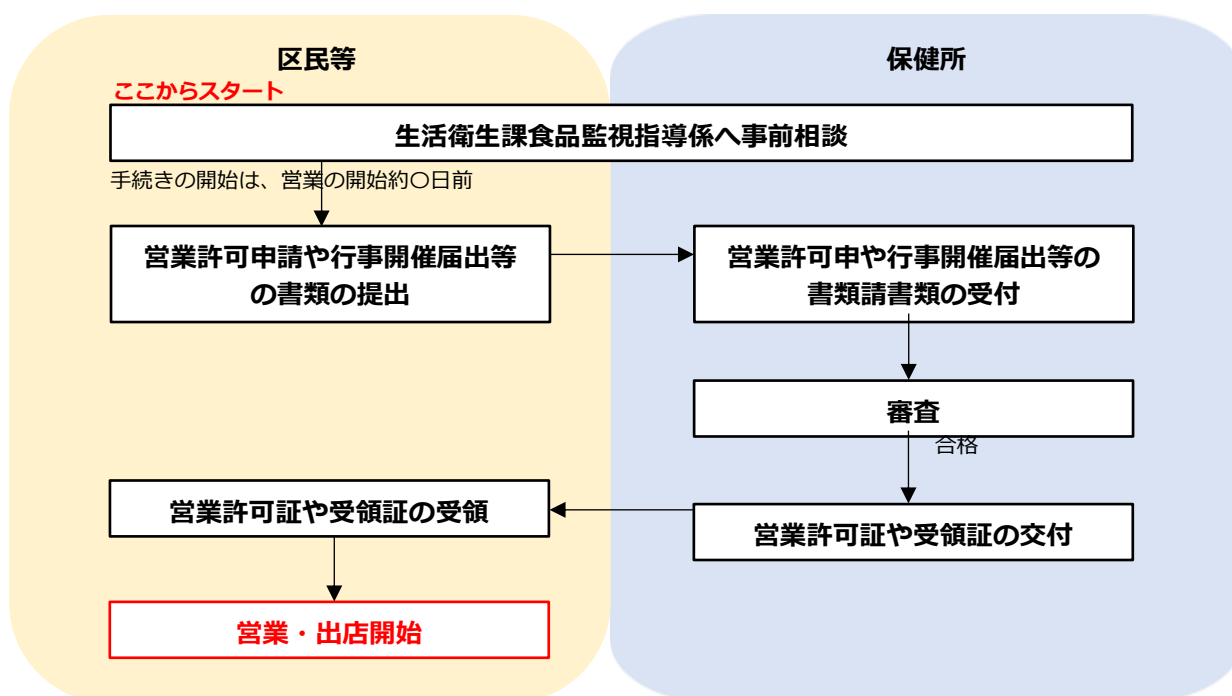 区民等
保健所
ここからスタート
生活衛生課食品監視指導係へ事前相談
手続きの開始は、営業の開始約〇日前
営業許可申請や行事開催届出等
の書類の提出
営業許可申や行事開催届出等の
書類請書類の受付
審査
合格
営業許可証や受領証の受領
営業許可証や受領証の交付
営業・出店開始